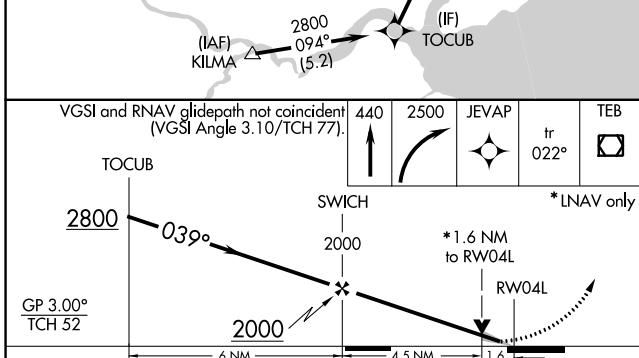 2800
094°
(5.2)
(IAF)
KILMA
(IF)
TOCUB
VGSI and RNAV glidepath not coincident
(VGSI Angle 3.10/TCH 77).
440
2500
JEVAP
tr
022°
TEB
*LNAV only
TOCUB
2800
039°
SWICH
2000
*1.6 NM
to RW04L
RW04L
GP 3.00°
TCH 52
2000
6 NM
4.5 NM
1.6